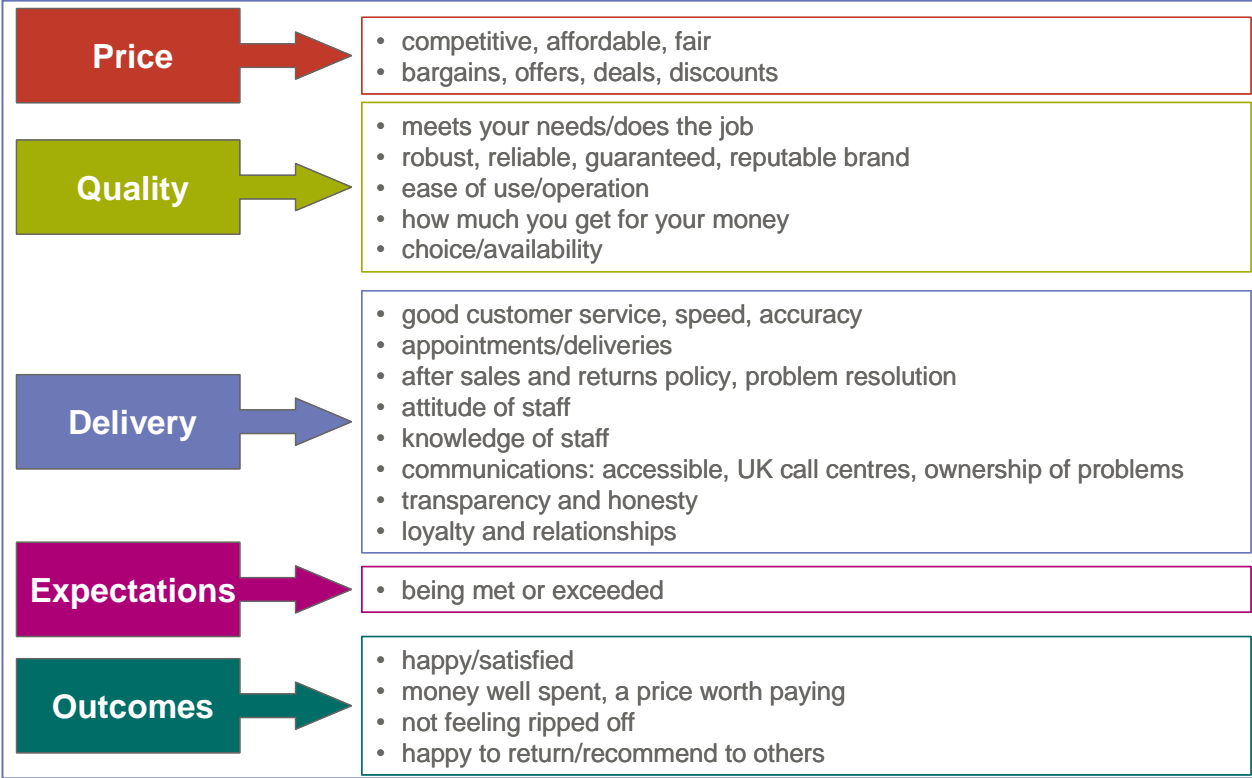 Price
• competitive, affordable, fair
• bargains, offers, deals, discounts
Quality
• meets your needs/does the job
• robust, reliable, guaranteed, reputable brand
• ease of use/operation
• how much you get for your money
• choice/availability
Delivery
• good customer service, speed, accuracy
• appointments/deliveries
• after sales and returns policy, problem resolution
• attitude of staff
• knowledge of staff
• communications: accessible, UK call centres, ownership of problems
• transparency and honesty
• loyalty and relationships
Expectations
• being met or exceeded
Outcomes
• happy/satisfied
• money well spent, a price worth paying
• not feeling ripped off
• happy to return/recommend to others